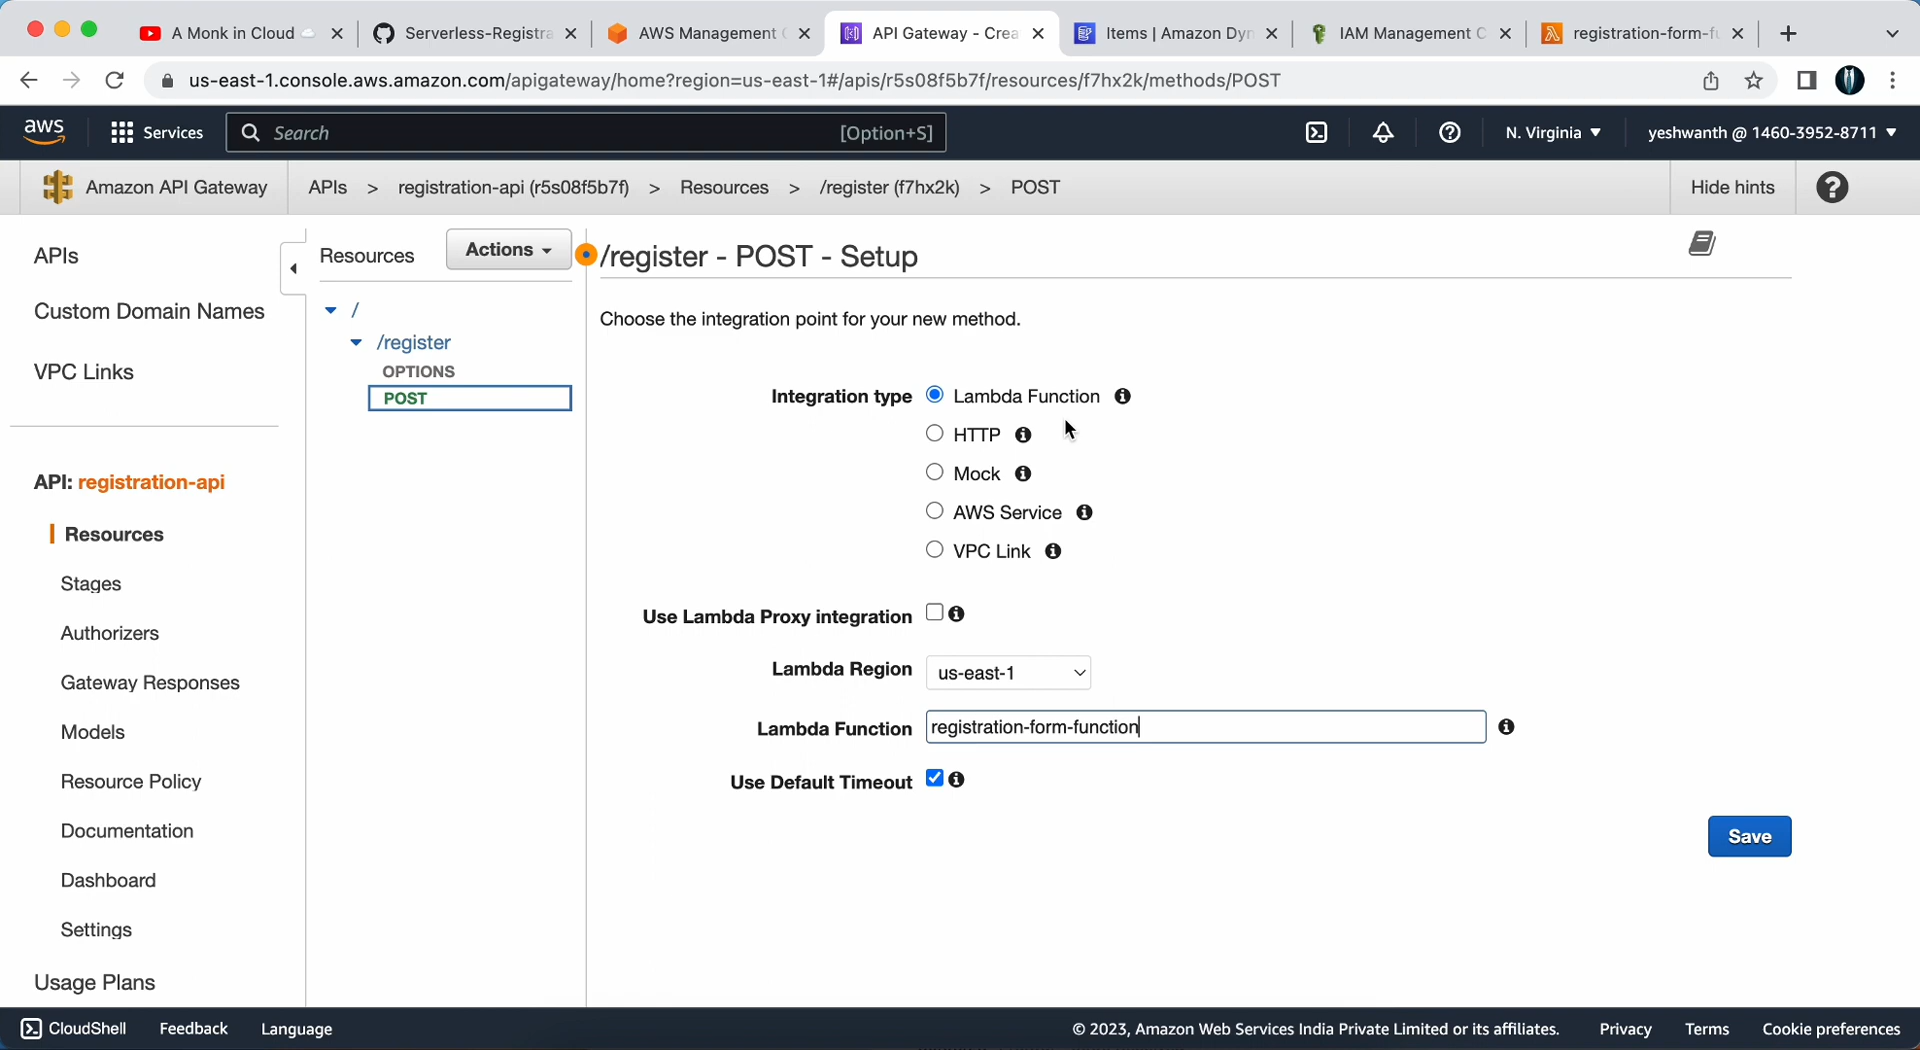 A Monk in Cloud
Serverless-Registra
AWS Management C
API Gateway - Crea
Items | Amazon Dyn
IAM Management C
registration-form-fu
us-east-1.console.aws.amazon.com/apigateway/home?region=us-east-1#/apis/r5s08f5b7f/resources/f7hx2k/methods/POST
aws
Services
Search
[Option+S]
N. Virginia
yeshwanth @ 1460-3952-8711
Amazon API Gateway
APIs > registration-api (r5s08f5b7f) > Resources > /register (f7hx2k) > POST
Hide hints
APIs
Custom Domain Names
VPC Links
API: registration-api
Resources
Stages
Authorizers
Gateway Responses
Models
Resource Policy
Documentation
Dashboard
Settings
Usage Plans
Resources
Actions
/
/register
OPTIONS
POST
/register - POST - Setup
Choose the integration point for your new method.
Integration type
Lambda Function
HTTP
Mock
AWS Service
VPC Link
Use Lambda Proxy integration
Lambda Region us-east-1
Lambda Function registration-form-function
Use Default Timeout
Save
CloudShell
Feedback
Language
© 2023, Amazon Web Services India Private Limited or its affiliates.
Privacy
Terms
Cookie preferences